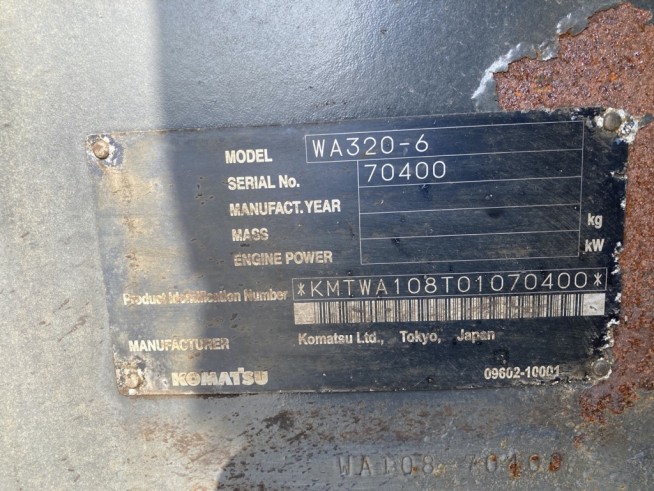 MODEL WA320-6
SERIAL No. 70400
MANUFACT.YEAR
MASS kg
ENGINE POWER kW
Product Identification Number *KMTWA108T01070400*
MANUFACTURER Komatsu Ltd., Tokyo, Japan
KOMATSU 09602-10001
WA108 70400